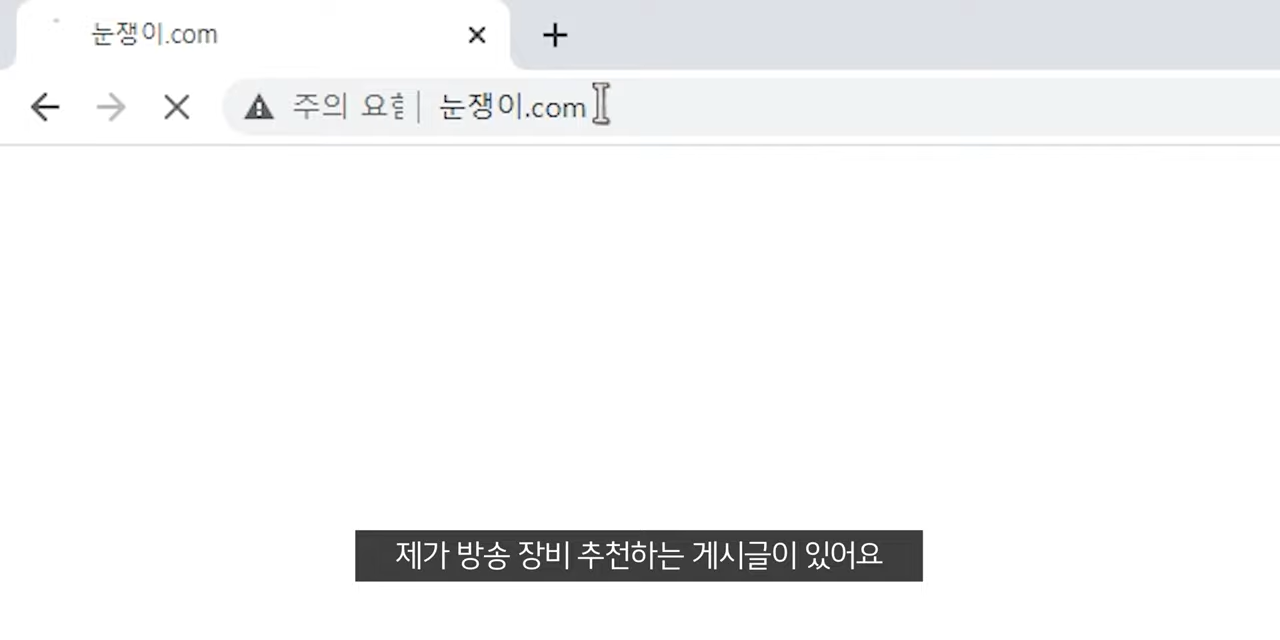 눈쟁이.com
주의 요함 | 눈쟁이.com
제가 방송 장비 추천하는 게시글이 있어요